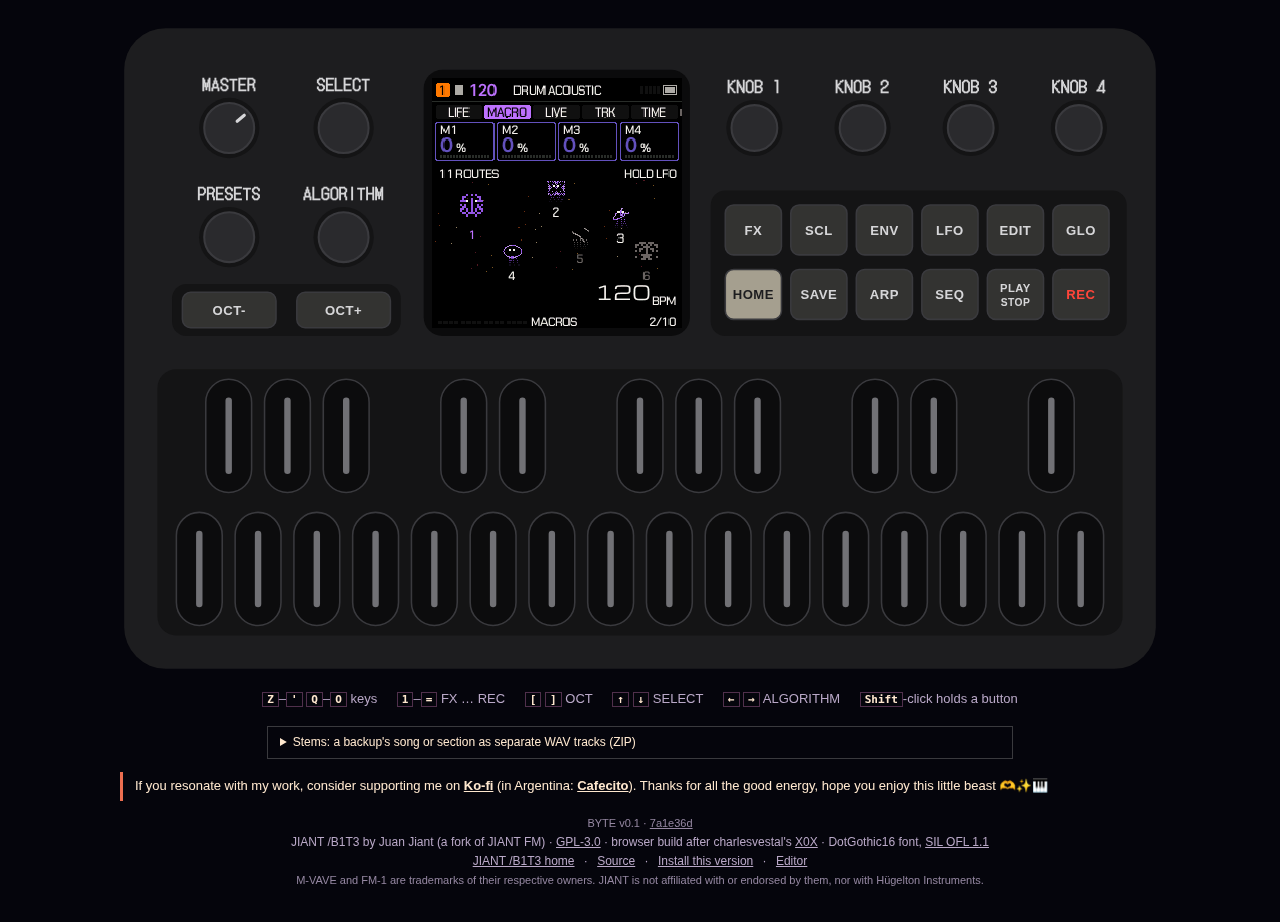 MASTER SELECT
KNOB 1 KNOB 2 KNOB 3 KNOB 4
1 120 DRUM ACOUSTIC
LIFE MACRO LIVE TRK TIME
M1 M2 M3 M4
0 % 0 % 0 % 0 %
11 ROUTES HOLD LFO
PRESETS ALGORITHM
1 2 3 4 5 6
120 BPM
MACROS 2/10
OCT- OCT+
FX SCL ENV LFO EDIT GLO
HOME SAVE ARP SEQ PLAY STOP REC
Z – ' Q – O keys 1 – = FX … REC [ ] OCT ↑ ↓ SELECT ← → ALGORITHM Shift-click holds a button
▶ Stems: a backup's song or section as separate WAV tracks (ZIP)
If you resonate with my work, consider supporting me on Ko-fi (in Argentina: Cafecito). Thanks for all the good energy, hope you enjoy this little beast 🫶✨🎹
BYTE v0.1 · 7a1e36d
JIANT /B1T3 by Juan Jiant (a fork of JIANT FM) · GPL-3.0 · browser build after charlesvestal's X0X · DotGothic16 font, SIL OFL 1.1
JIANT /B1T3 home · Source · Install this version · Editor
M-VAVE and FM-1 are trademarks of their respective owners. JIANT is not affiliated with or endorsed by them, nor with Hügelton Instruments.